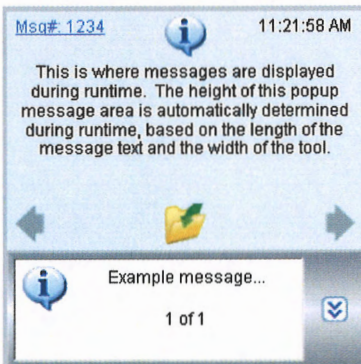 Msg#: 1234 11:21:58 AM
This is where messages are displayed
during runtime. The height of this popup
message area is automatically determined
during runtime, based on the length of the
message text and the width of the tool.
Example message...
1 of 1